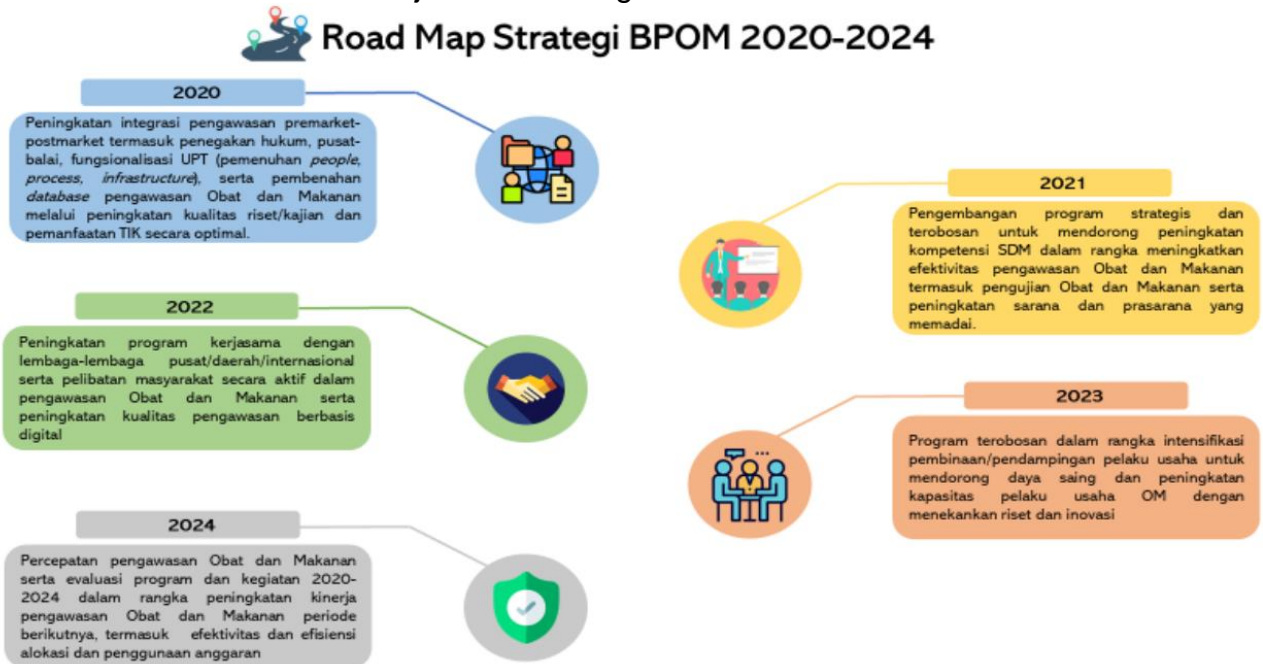 Road Map Strategi BPOM 2020-2024
2020
Peningkatan integrasi pengawasan premarket-
postmarket termasuk penegakan hukum, pusat-
balai, fungsionalisasi UPT (pemenuhan people,
process, infrastructure), serta pembenahan
database pengawasan Obat dan Makanan
melalui peningkatan kualitas riset/kajian dan
pemanfaatan TIK secara optimal.
2021
Pengembangan program strategis dan
terobosan untuk mendorong peningkatan
kompetensi SDM dalam rangka meningkatkan
efektivitas pengawasan Obat dan Makanan
termasuk pengujian Obat dan Makanan serta
peningkatan sarana dan prasarana yang
memadai.
2022
Peningkatan program kerjasama dengan
lembaga-lembaga pusat/daerah/internasional
serta pelibatan masyarakat secara aktif dalam
pengawasan Obat dan Makanan serta
peningkatan kualitas pengawasan berbasis
digital
2023
Program terobosan dalam rangka intensifikasi
pembinaan/pendampingan pelaku usaha untuk
mendorong daya saing dan peningkatan
kapasitas pelaku usaha OM dengan
menekankan riset dan inovasi
2024
Percepatan pengawasan Obat dan Makanan
serta evaluasi program dan kegiatan 2020-
2024 dalam rangka peningkatan kinerja
pengawasan Obat dan Makanan periode
berikutnya, termasuk efektivitas dan efisiensi
alokasi dan penggunaan anggaran